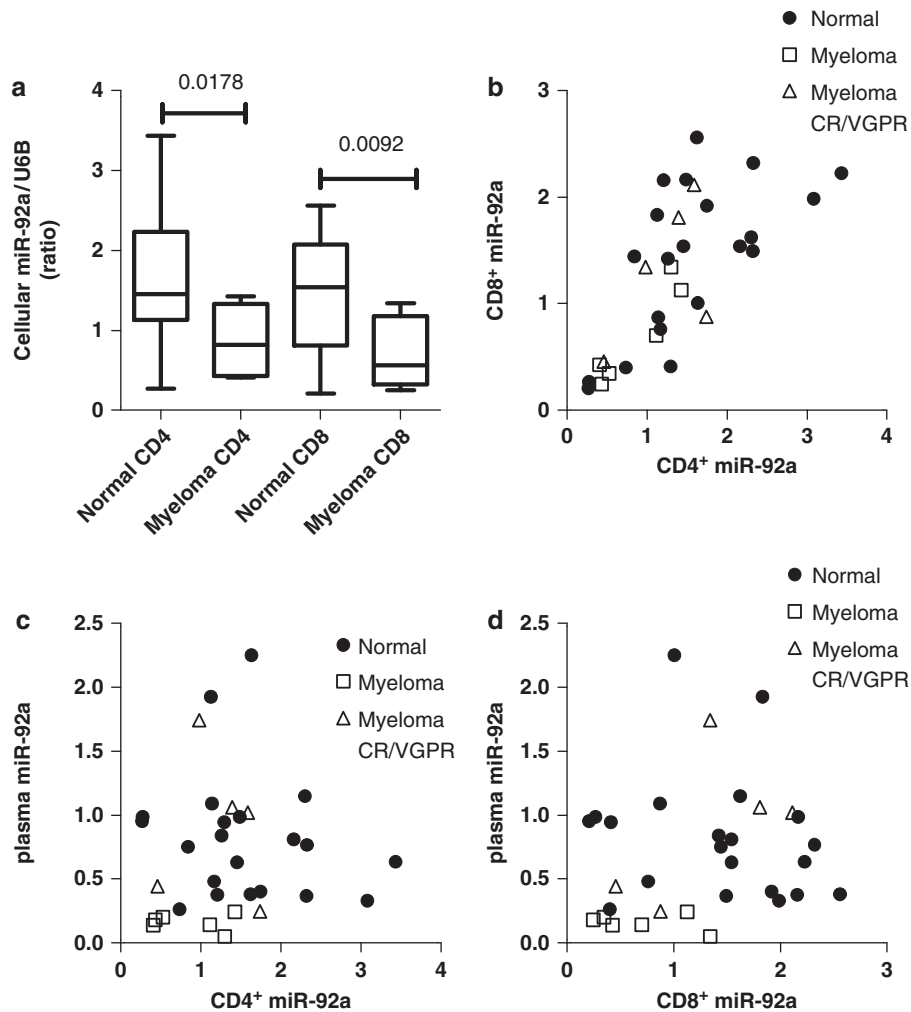 a
0.0178
0.0092
4
3
2
1
0
Cellular miR-92a/U6B
(ratio)
Normal CD4
Myeloma CD4
Normal CD8
Myeloma CD8
b
Normal
Myeloma
Myeloma
CR/VGPR
3
2
1
0
CD8+ miR-92a
0 1 2 3 4
CD4+ miR-92a
c
Normal
Myeloma
Myeloma
CR/VGPR
2.5
2.0
1.5
1.0
0.5
0.0
plasma miR-92a
0 1 2 3 4
CD4+ miR-92a
d
Normal
Myeloma
Myeloma
CR/VGPR
2.5
2.0
1.5
1.0
0.5
0.0
plasma miR-92a
0 1 2 3
CD8+ miR-92a